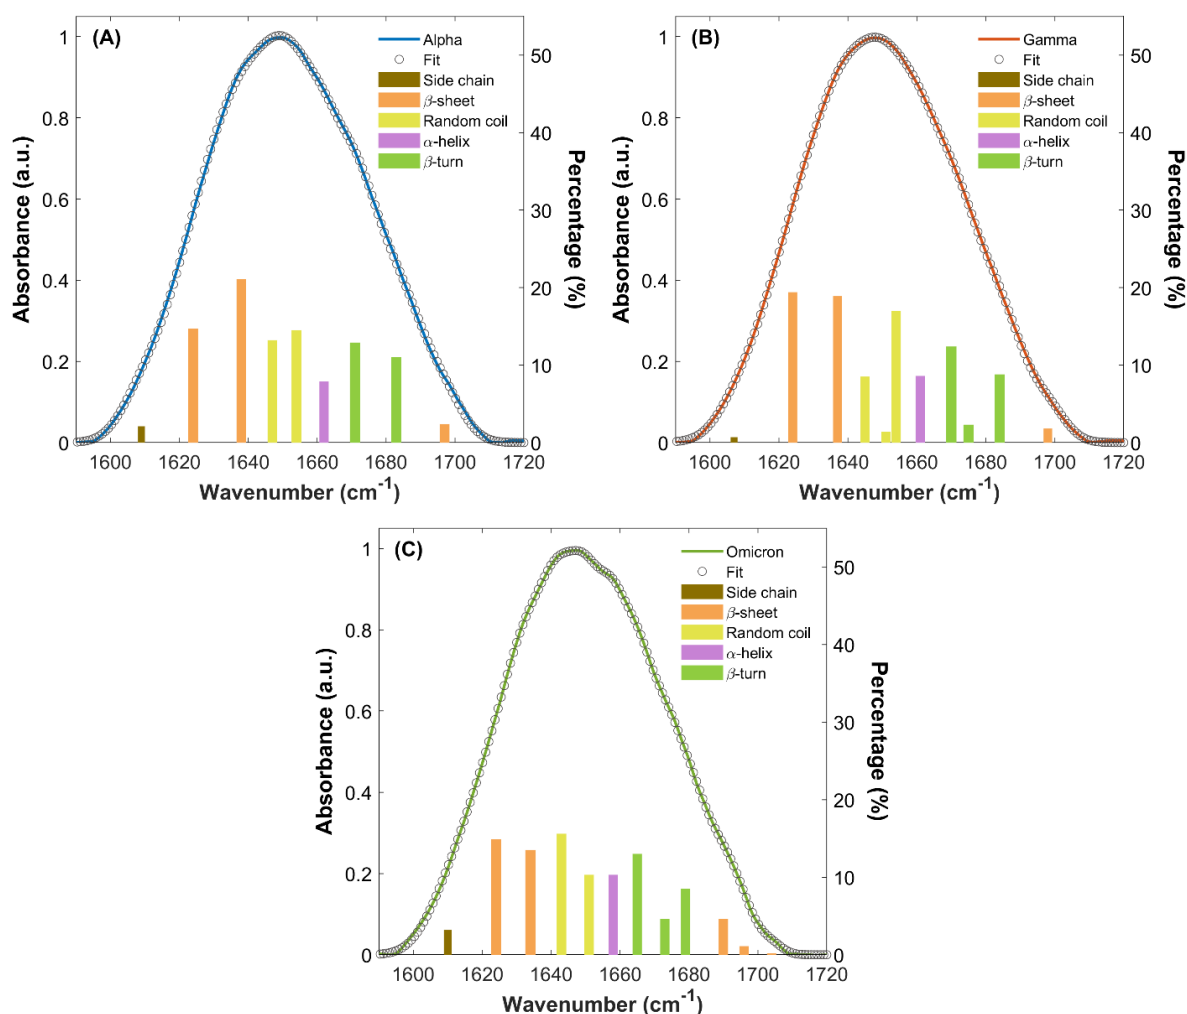 (A)
Alpha
Fit
Side chain
β-sheet
Random coil
α-helix
β-turn
Absorbance (a.u.)
1
0.8
0.6
0.4
0.2
0
Percentage (%)
50
40
30
20
10
0
1600 1620 1640 1660 1680 1700 1720
Wavenumber (cm⁻¹)
(B)
Gamma
Fit
Side chain
β-sheet
Random coil
α-helix
β-turn
Absorbance (a.u.)
1
0.8
0.6
0.4
0.2
0
Percentage (%)
50
40
30
20
10
0
1600 1620 1640 1660 1680 1700 1720
Wavenumber (cm⁻¹)
(C)
Omicron
Fit
Side chain
β-sheet
Random coil
α-helix
β-turn
Absorbance (a.u.)
1
0.8
0.6
0.4
0.2
0
Percentage (%)
50
40
30
20
10
0
1600 1620 1640 1660 1680 1700 1720
Wavenumber (cm⁻¹)